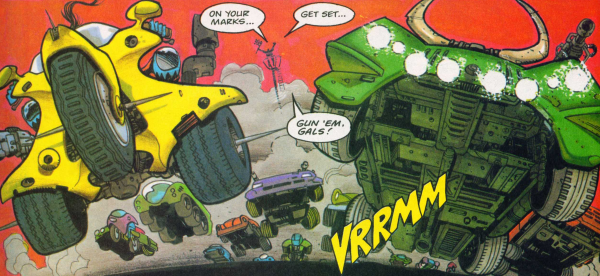 ON YOUR
MARKS...
GET SET...
GUN 'EM,
GALS!
VRRMM